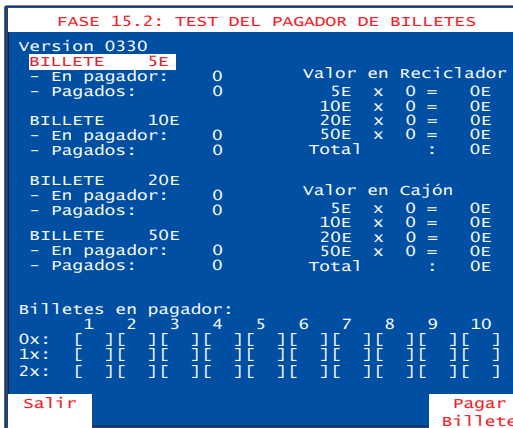 FASE 15.2: TEST DEL PAGADOR DE BILLETES
Version 0330
BILLETE 5E
- En pagador: 0
- Pagados: 0
BILLETE 10E
- En pagador: 0
- Pagados: 0
BILLETE 20E
- En pagador: 0
- Pagados: 0
BILLETE 50E
- En pagador: 0
- Pagados: 0
Valor en Reciclador
5E x 0 = 0E
10E x 0 = 0E
20E x 0 = 0E
50E x 0 = 0E
Total : 0E
Valor en Cajón
5E x 0 = 0E
10E x 0 = 0E
20E x 0 = 0E
50E x 0 = 0E
Total : 0E
Billetes en pagador:
1 2 3 4 5 6 7 8 9 10
0x: [ ][ ][ ][ ][ ][ ][ ][ ][ ][ ]
1x: [ ][ ][ ][ ][ ][ ][ ][ ][ ][ ]
2x: [ ][ ][ ][ ][ ][ ][ ][ ][ ][ ]
Salir
Pagar
Billete